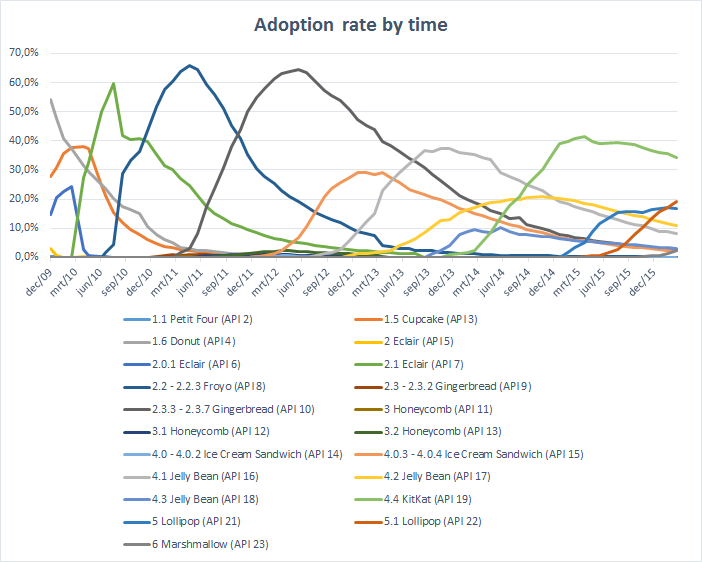 Adoption rate by time
70,0%
60,0%
50,0%
40,0%
30,0%
20,0%
10,0%
0,0%
dec/09 mrt/10 jun/10 sep/10 dec/10 mrt/11 jun/11 sep/11 dec/11 mrt/12 jun/12 sep/12 dec/12 mrt/13 jun/13 sep/13 dec/13 mrt/14 jun/14 sep/14 dec/14 mrt/15 jun/15 sep/15 dec/15
1.1 Petit Four (API 2) 1.5 Cupcake (API 3)
1.6 Donut (API 4) 2 Eclair (API 5)
2.0.1 Eclair (API 6) 2.1 Eclair (API 7)
2.2 - 2.2.3 Froyo (API 8) 2.3 - 2.3.2 Gingerbread (API 9)
2.3.3 - 2.3.7 Gingerbread (API 10) 3 Honeycomb (API 11)
3.1 Honeycomb (API 12) 3.2 Honeycomb (API 13)
4.0 - 4.0.2 Ice Cream Sandwich (API 14) 4.0.3 - 4.0.4 Ice Cream Sandwich (API 15)
4.1 Jelly Bean (API 16) 4.2 Jelly Bean (API 17)
4.3 Jelly Bean (API 18) 4.4 KitKat (API 19)
5 Lollipop (API 21) 5.1 Lollipop (API 22)
6 Marshmallow (API 23)